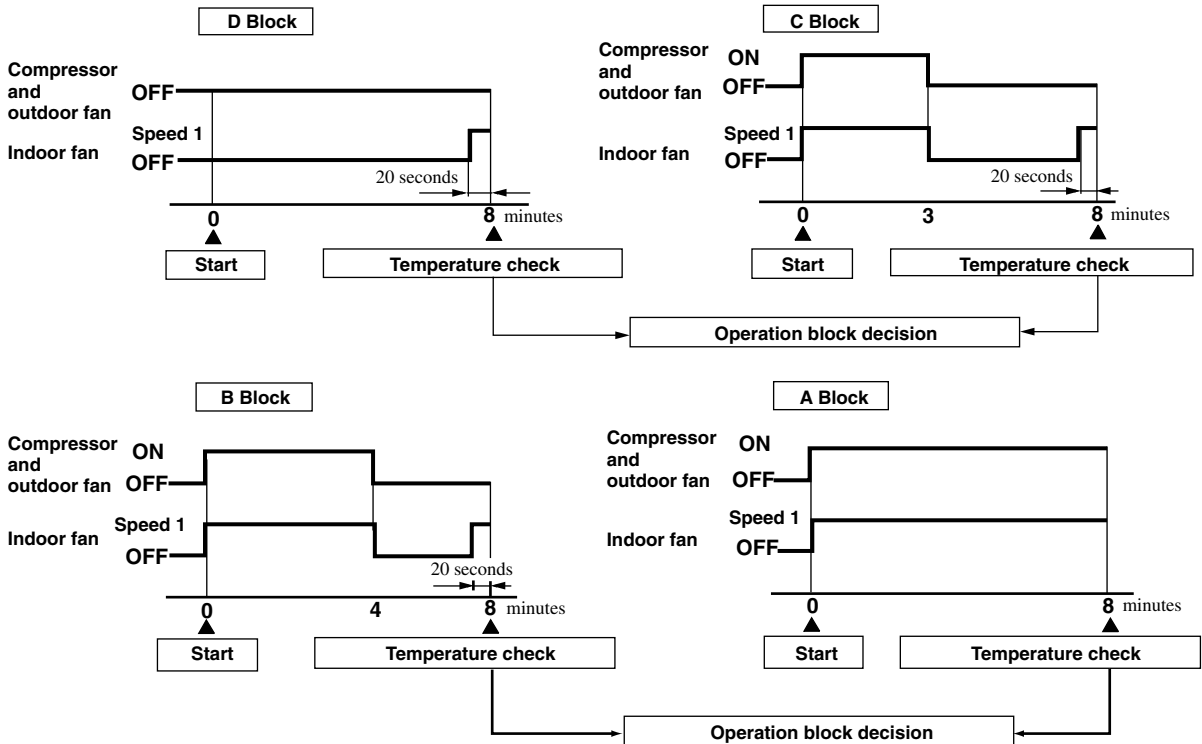 D Block
Compressor
and
outdoor fan
OFF
Speed 1
Indoor fan
OFF
20 seconds
0
8 minutes
Start
Temperature check
C Block
Compressor
and
outdoor fan
ON
OFF
Speed 1
Indoor fan
OFF
20 seconds
0
3
8 minutes
Start
Temperature check
Operation block decision
B Block
Compressor
and
outdoor fan
ON
OFF
Speed 1
Indoor fan
OFF
20 seconds
0
4
8 minutes
Start
Temperature check
A Block
Compressor
and
outdoor fan
ON
OFF
Speed 1
Indoor fan
OFF
0
8 minutes
Start
Temperature check
Operation block decision